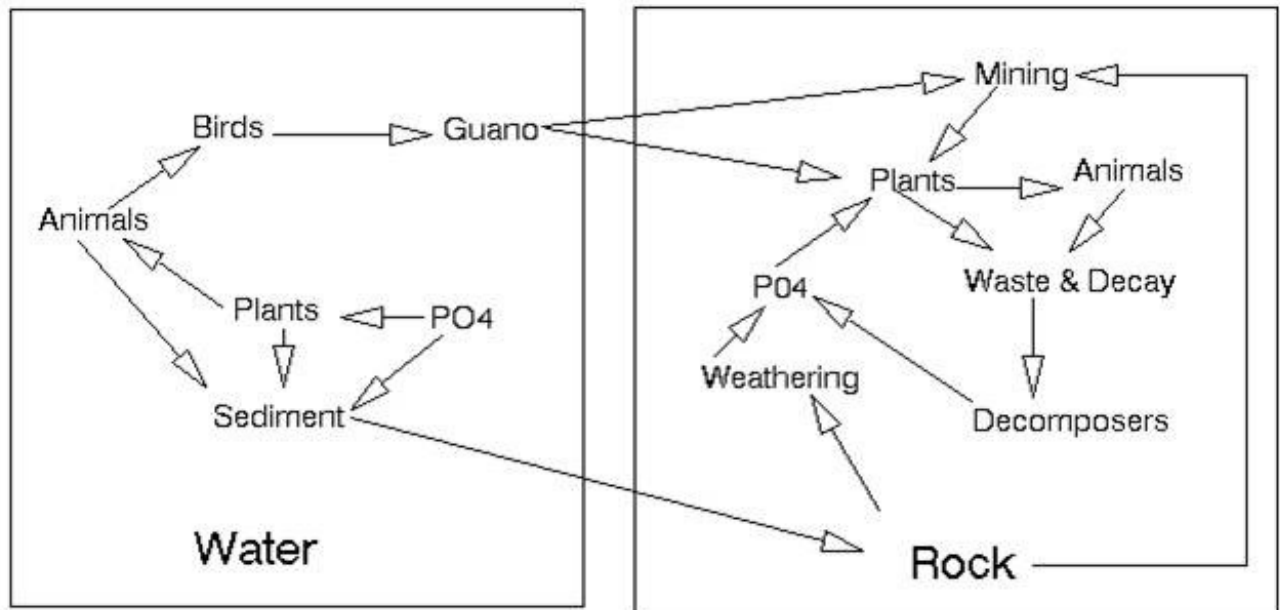 Birds
Guano
Animals
Plants
PO4
Sediment
Water
Mining
Plants
Animals
PO4
Waste & Decay
Weathering
Decomposers
Rock